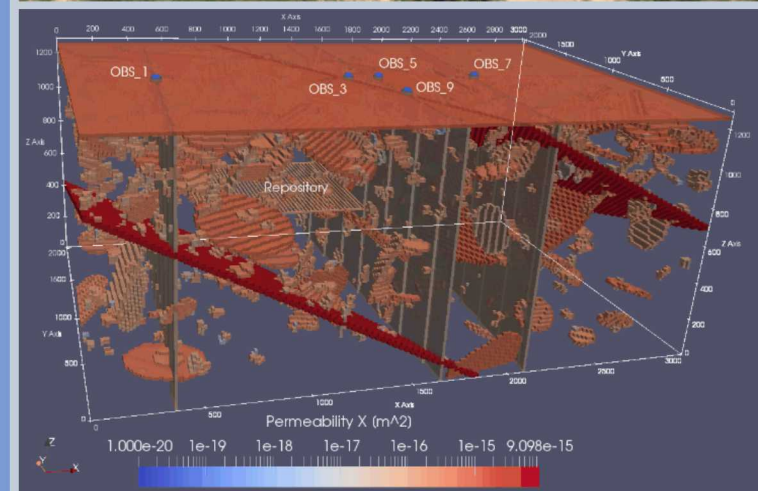 X Axis
0 200 400 600 800 1000 1200 1400 1600 1800 2000 2200 2400 2600 3000 2000
1500
Y Axis
1000
500
0
1200
1000
800
600
Z Axis
400
200
0
OBS_1
OBS_3
OBS_5
OBS_9
OBS_7
Repository
1200
1000
800
Z Axis
600
400
200
0
2000
1500
1000
Y Axis
500
0
0
500
1000
1500
X Axis
2000
2500
3000
Permeability X (m^2)
1.000e-20 1e-19 1e-18 1e-17 1e-16 1e-15 9.098e-15
Z
Y
X